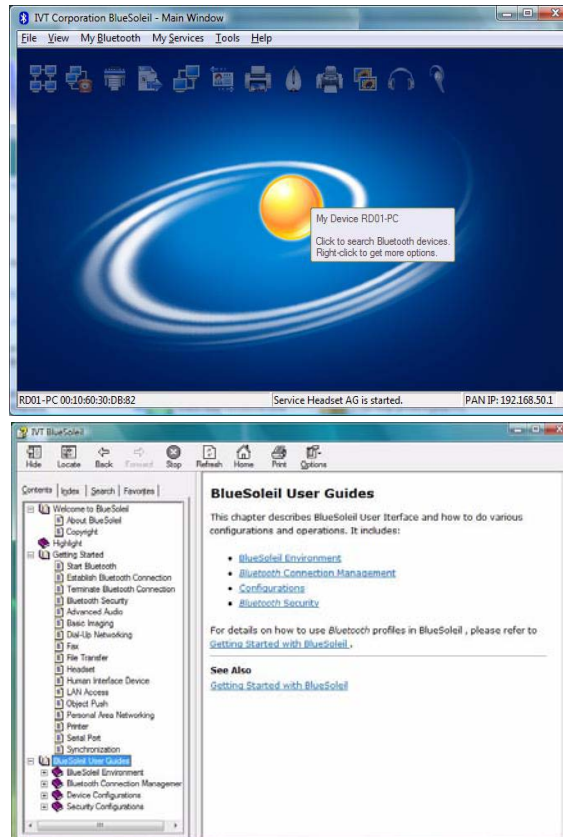 IVT Corporation BlueSoleil - Main Window
File View My Bluetooth My Services Tools Help
My Device RD01-PC
Click to search Bluetooth devices.
Right-click to get more options.
RD01-PC 00:10:60:30:DB:82 Service Headset AG is started. PAN IP: 192.168.50.1
IVT BlueSoleil
Hide Locate Back Forward Stop Refresh Home Print Options
Contents Index Search Favorites
Welcome to BlueSoleil
About BlueSoleil
Copyright
Highlight
Getting Started
Start Bluetooth
Establish Bluetooth Connection
Terminate Bluetooth Connection
Bluetooth Security
Advanced Audio
Basic Imaging
Dial-Up Networking
Fax
File Transfer
Headset
Human Interface Device
LAN Access
Object Push
Personal Area Networking
Printer
Serial Port
Synchronization
BlueSoleil User Guides
BlueSoleil Environment
Bluetooth Connection Managemer
Device Configurations
Security Configurations
BlueSoleil User Guides
This chapter describes BlueSoleil User Iterface and how to do various
configurations and operations. It includes:
BlueSoleil Environment
Bluetooth Connection Management
Configurations
Bluetooth Security
For details on how to use Bluetooth profiles in BlueSoleil , please refer to
Getting Started with BlueSoleil .
See Also
Getting Started with BlueSoleil